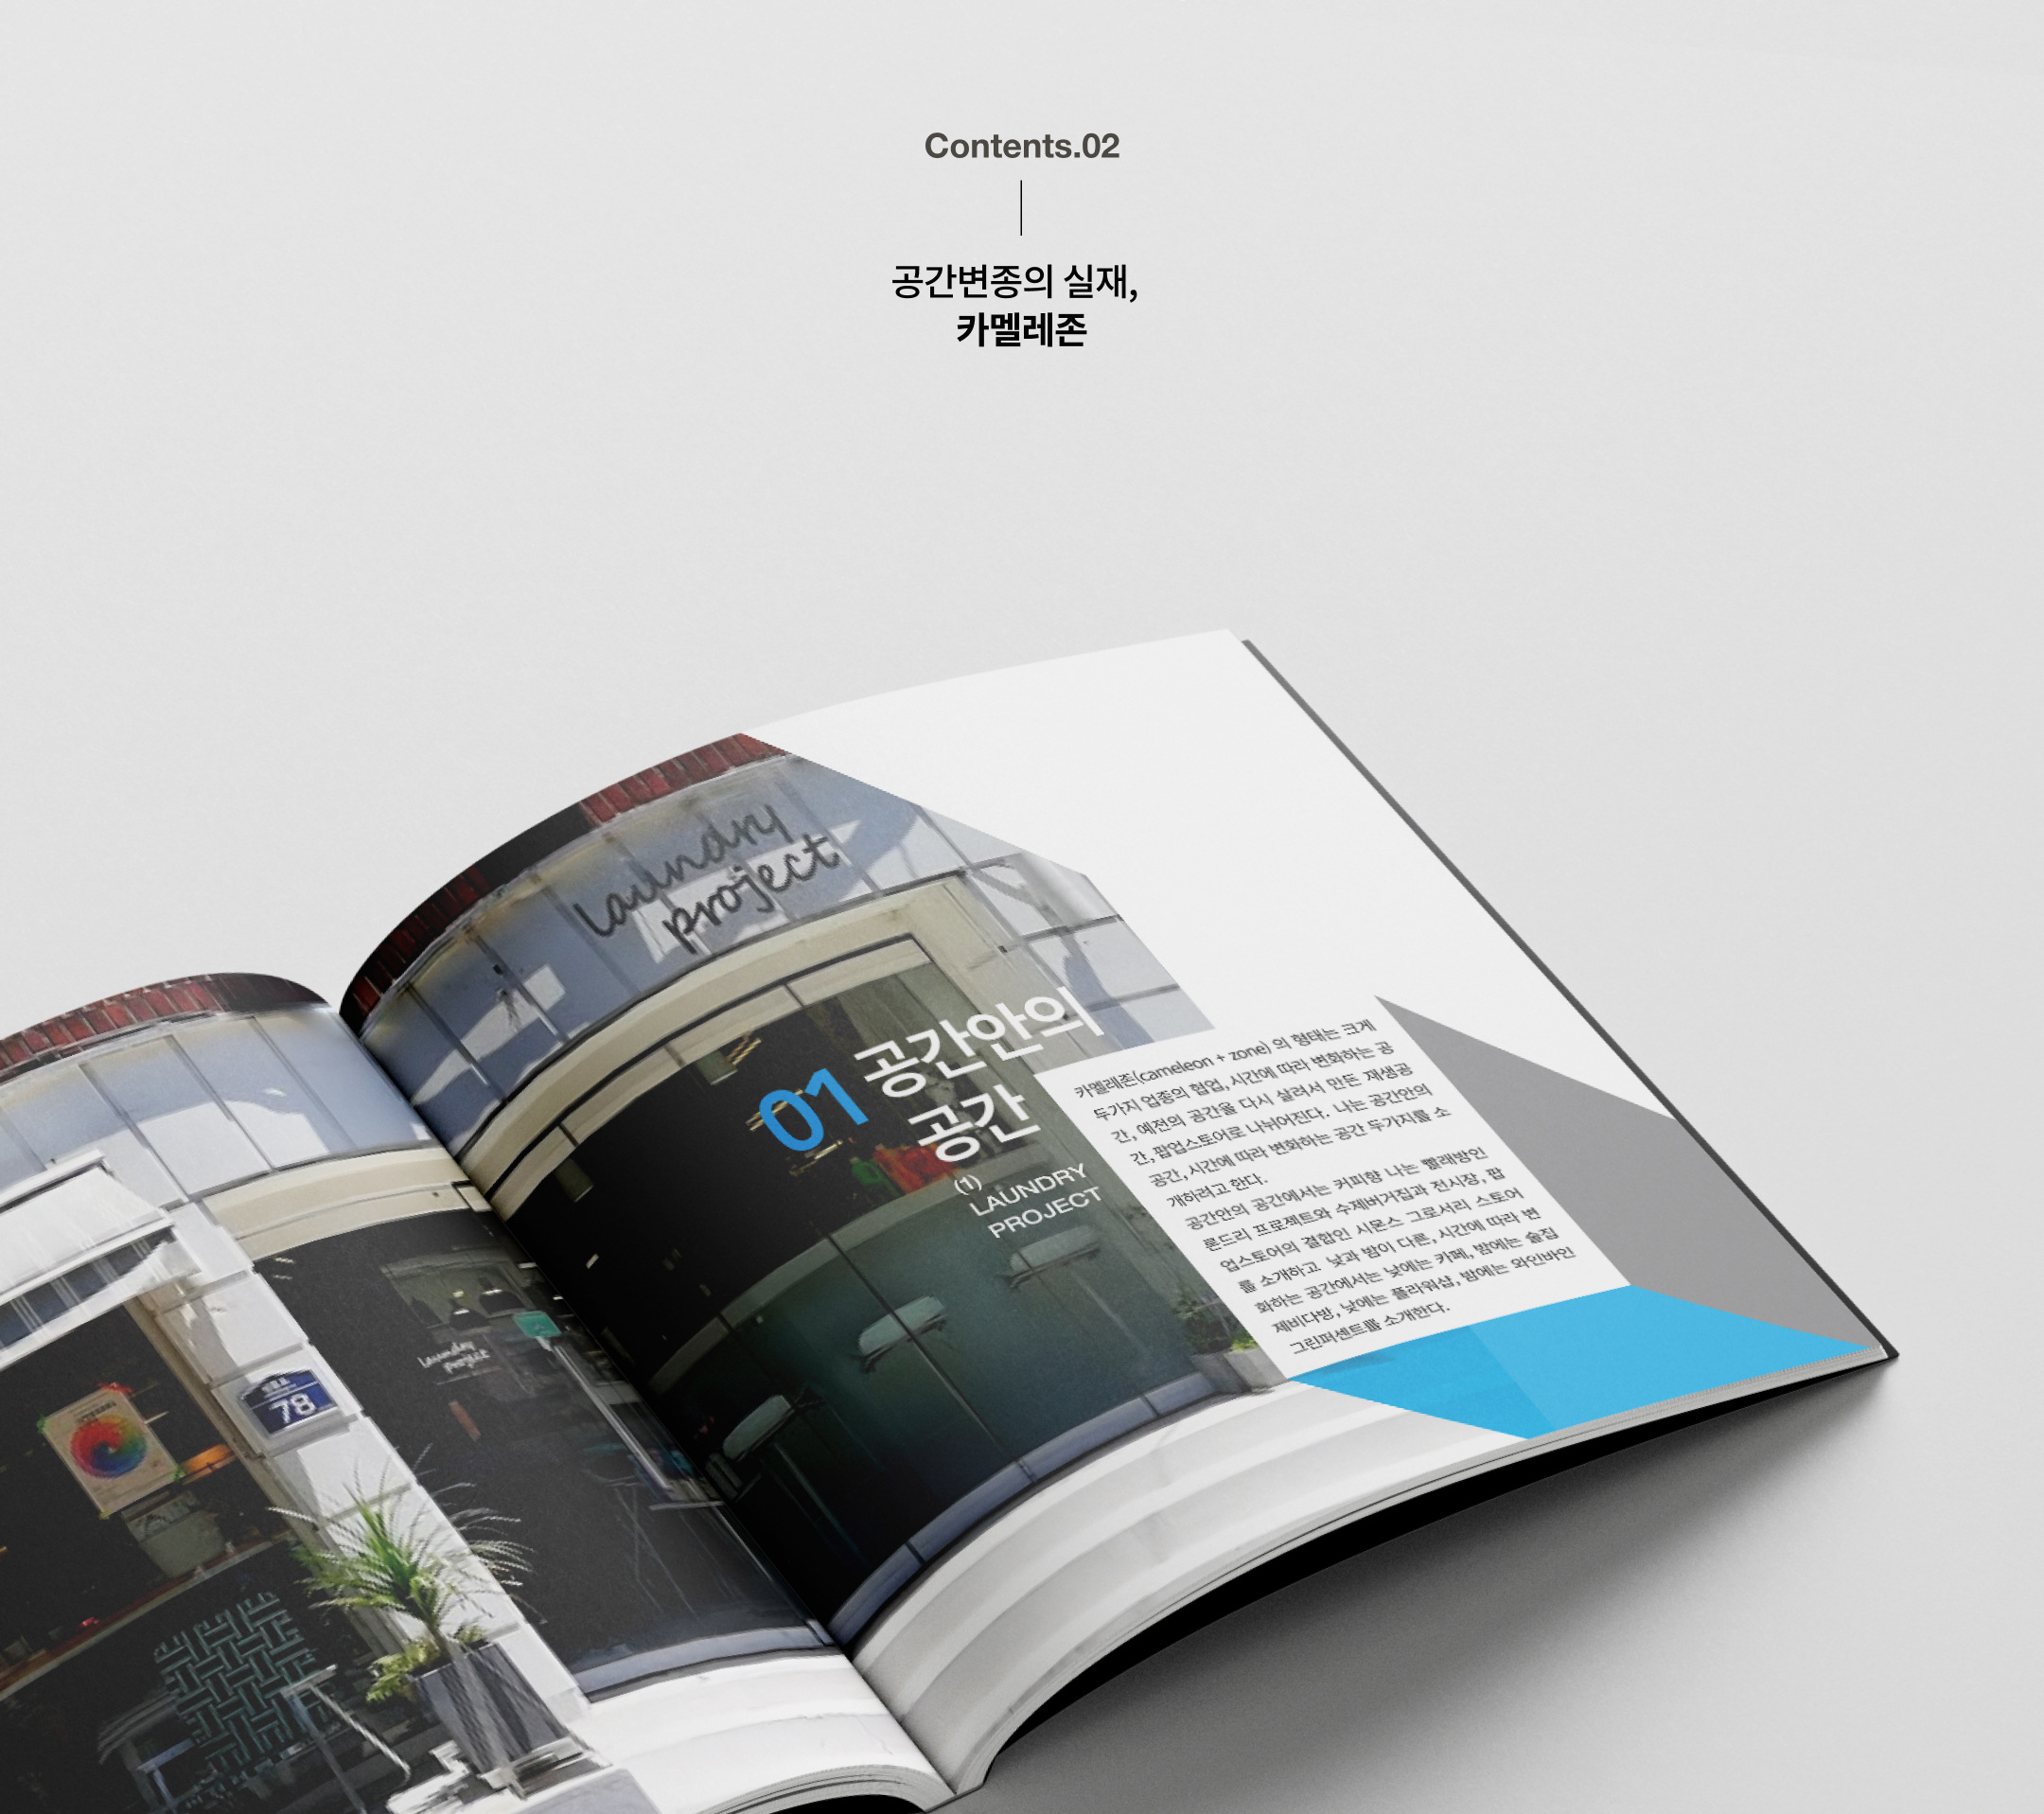 Contents.02
공간변종의 실재,
카멜레존
laundry
project
01 공간안의
공간
(1)
LAUNDRY
PROJECT
카멜레존(cameleon + zone) 의 형태는 크게
두가지 업종의 협업, 시간에 따라 변화하는 공
간, 예전의 공간을 다시 살려서 만든 재생공
간, 팝업스토어로 나뉘어진다. 나는 공간안의
공간, 시간에 따라 변화하는 공간 두가지를 소
개하려고 한다.
공간안의 공간에서는 커피향 나는 빨래방인
론드리 프로젝트와 수제버거집과 전시장, 팝
업스토어의 결합인 시몬스 그로서리 스토어
를 소개하고 낮과 밤이 다른, 시간에 따라 변
화하는 공간에서는 낮에는 카페, 밤에는 술집
제비다방, 낮에는 플라워샵, 밤에는 와인바인
그린퍼센트를 소개한다.
laundry
project
78